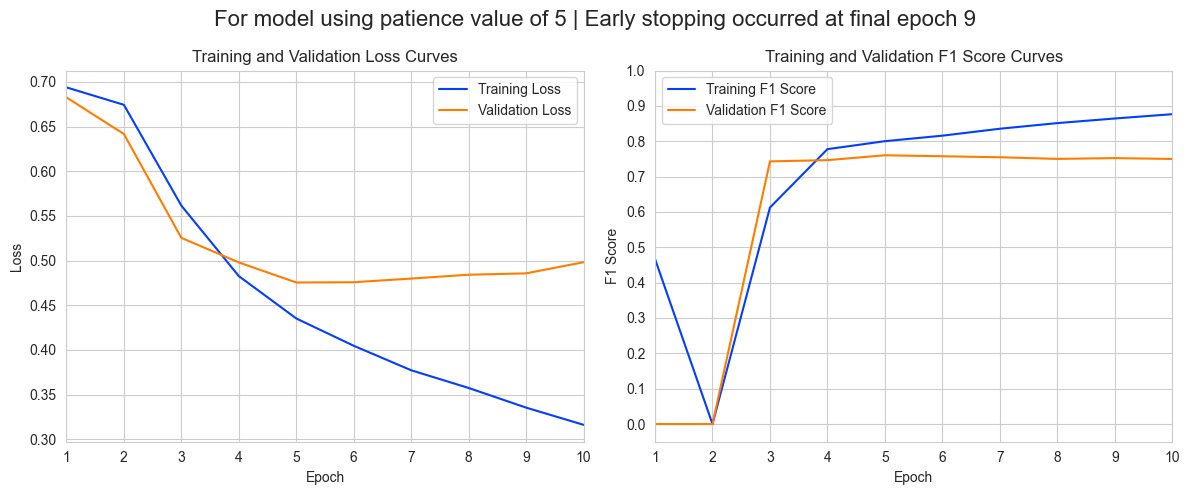 For model using patience value of 5 | Early stopping occurred at final epoch 9
Training and Validation Loss Curves
Training Loss
Validation Loss
Loss
0.70
0.65
0.60
0.55
0.50
0.45
0.40
0.35
0.30
1 2 3 4 5 6 7 8 9 10
Epoch
Training and Validation F1 Score Curves
Training F1 Score
Validation F1 Score
F1 Score
1.0
0.9
0.8
0.7
0.6
0.5
0.4
0.3
0.2
0.1
0.0
1 2 3 4 5 6 7 8 9 10
Epoch